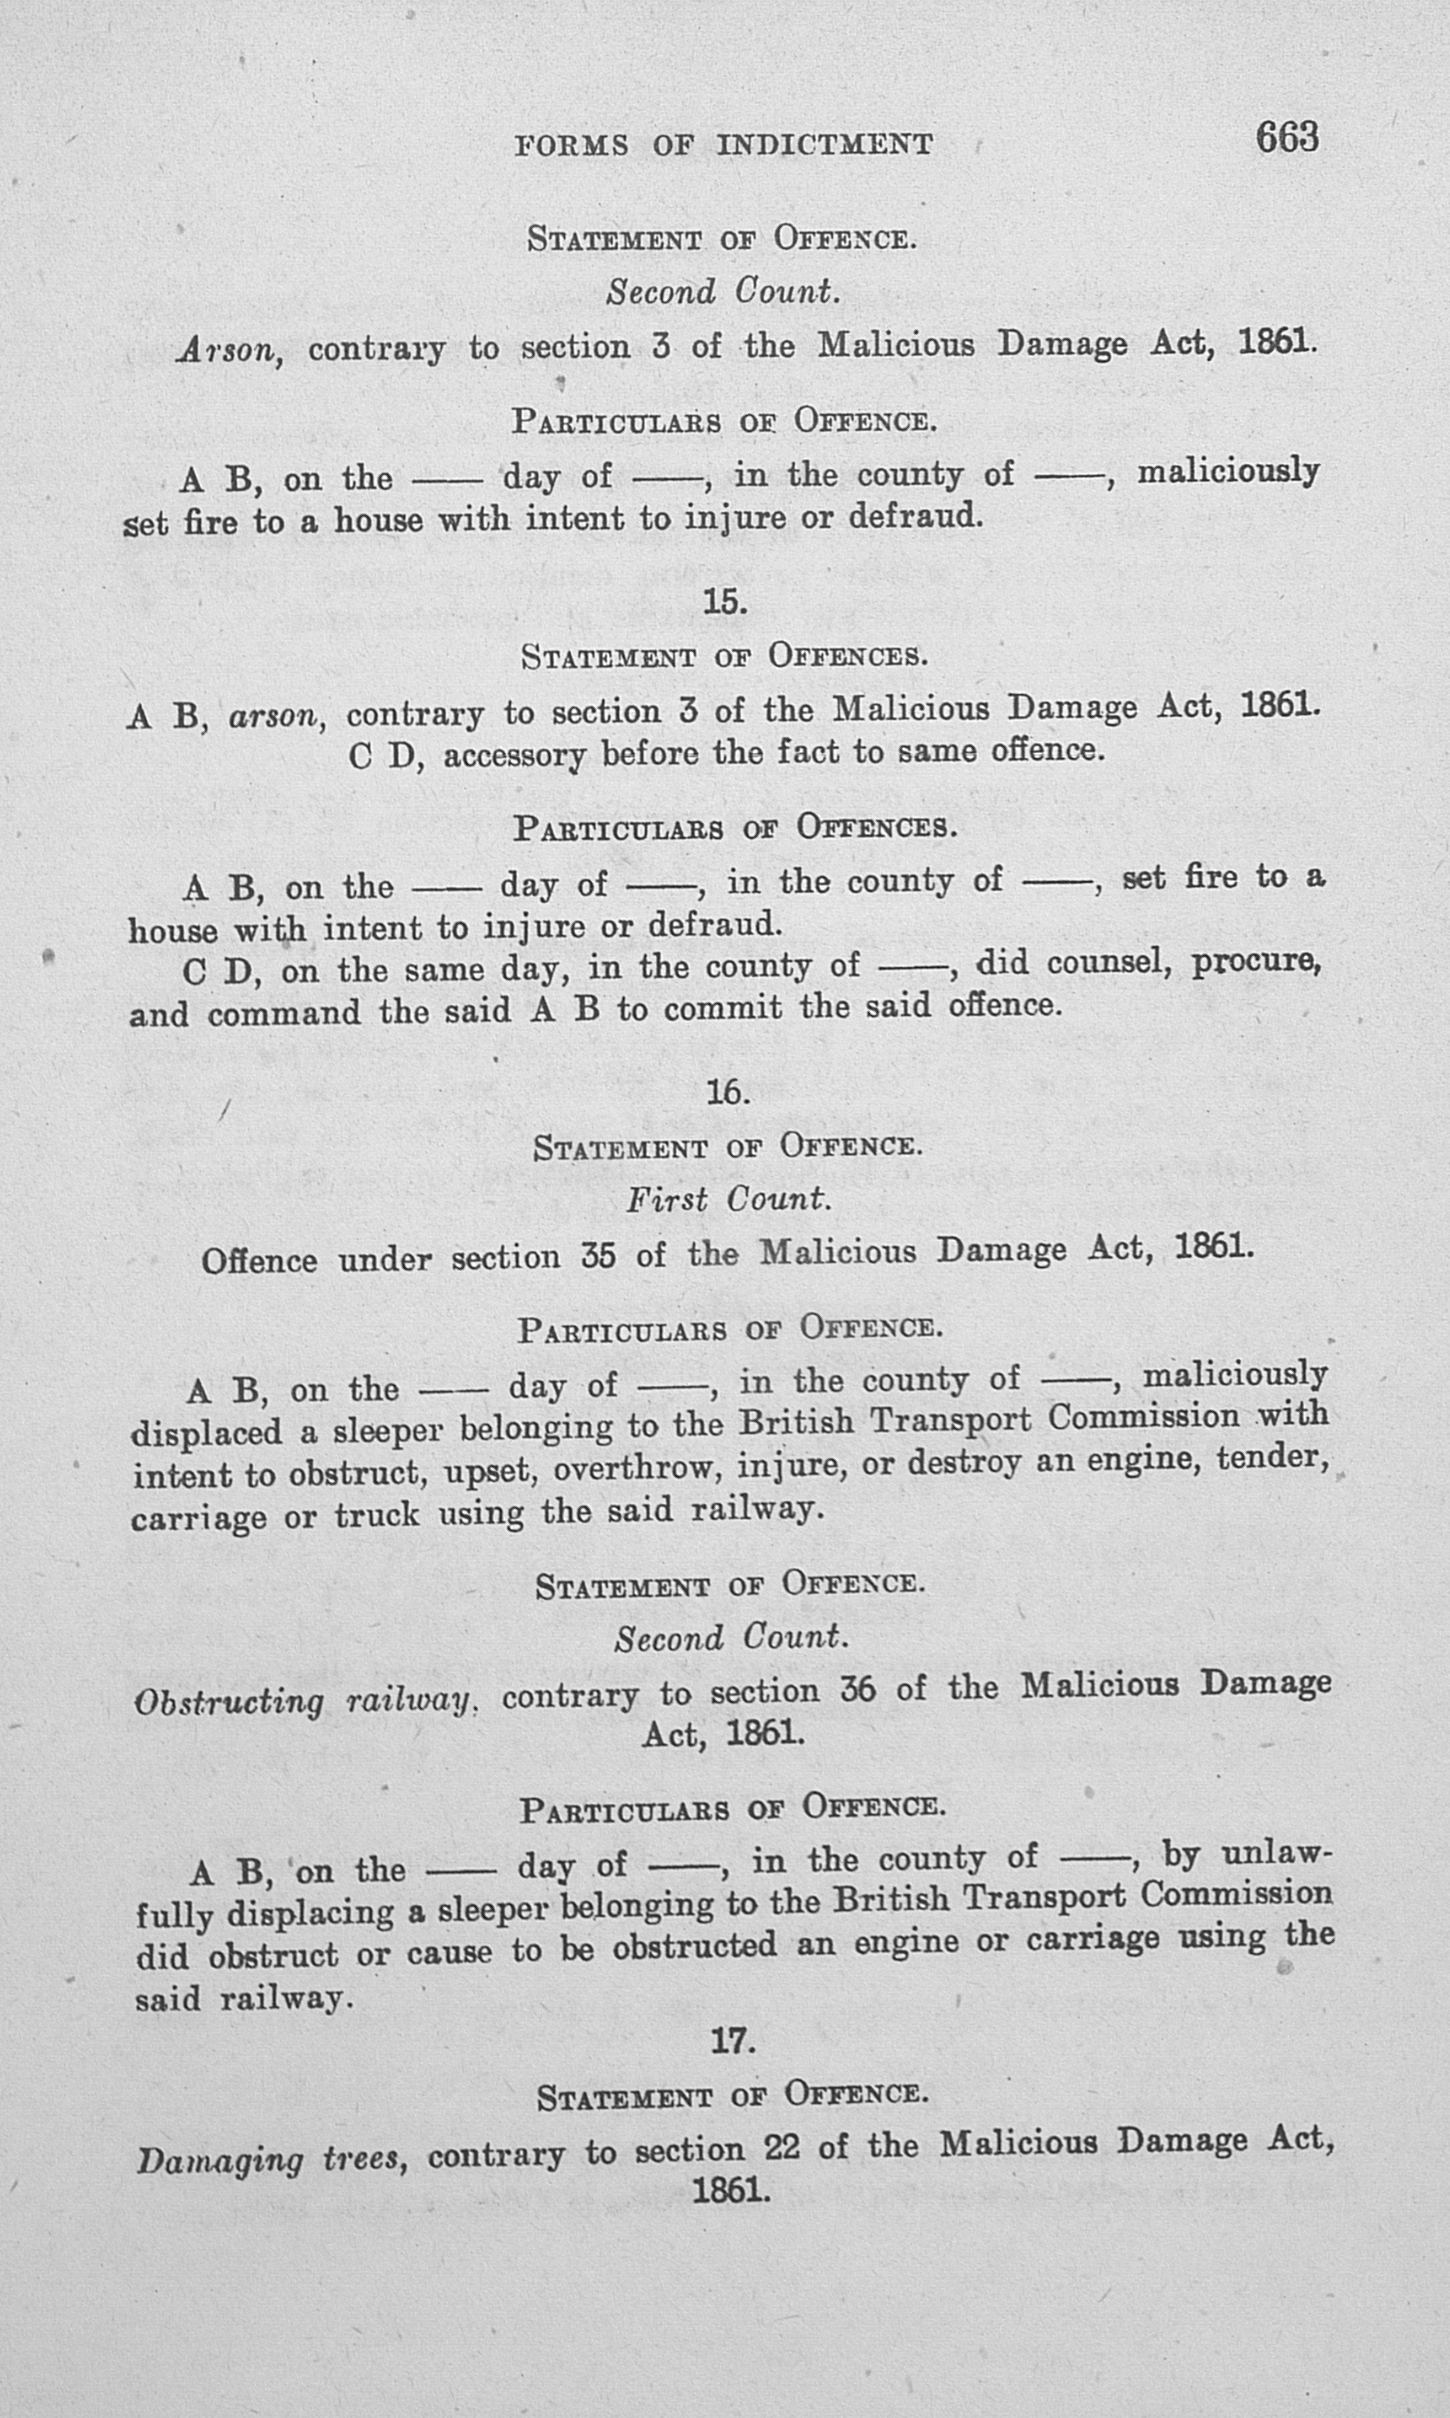 FORMS OF INDICTMENT 663
STATEMENT OF OFFENCE.
Second Count.
Arson, contrary to section 3 of the Malicious Damage Act, 1861.
PARTICULARS OF OFFENCE.
A B, on the —— day of ——, in the county of ——, maliciously
set fire to a house with intent to injure or defraud.
15.
STATEMENT OF OFFENCES.
A B, arson, contrary to section 3 of the Malicious Damage Act, 1861.
C D, accessory before the fact to same offence.
PARTICULARS OF OFFENCES.
A B, on the —— day of ——, in the county of ——, set fire to a
house with intent to injure or defraud.
C D, on the same day, in the county of ——, did counsel, procure,
and command the said A B to commit the said offence.
16.
STATEMENT OF OFFENCE.
First Count.
Offence under section 35 of the Malicious Damage Act, 1861.
PARTICULARS OF OFFENCE.
A B, on the —— day of ——, in the county of ——, maliciously
displaced a sleeper belonging to the British Transport Commission with
intent to obstruct, upset, overthrow, injure, or destroy an engine, tender,
carriage or truck using the said railway.
STATEMENT OF OFFENCE.
Second Count.
Obstructing railway, contrary to section 36 of the Malicious Damage
Act, 1861.
PARTICULARS OF OFFENCE.
A B, on the —— day of ——, in the county of ——, by unlaw-
fully displacing a sleeper belonging to the British Transport Commission
did obstruct or cause to be obstructed an engine or carriage using the
said railway.
17.
STATEMENT OF OFFENCE.
Damaging trees, contrary to section 22 of the Malicious Damage Act,
1861.